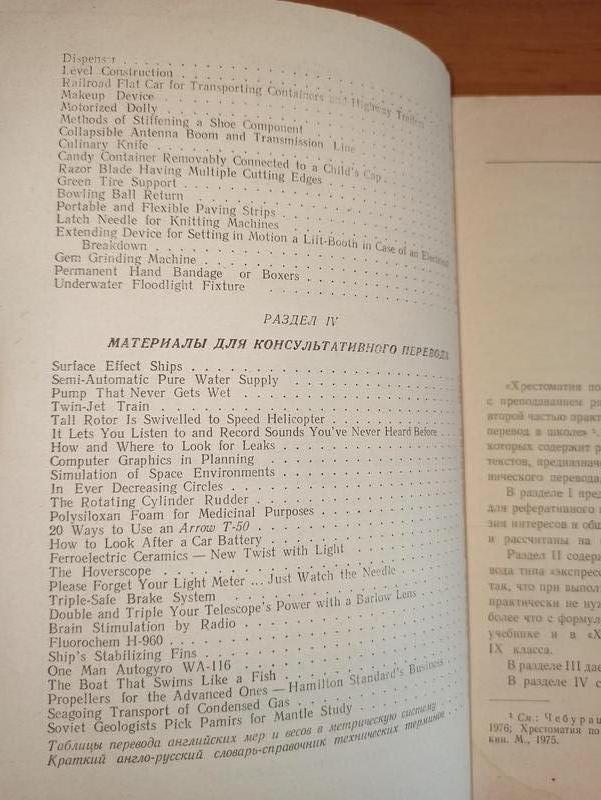 Dispenser
Level Construction
Railroad Flat Car for Transporting Containers and Highway Trailers
Makeup Device
Motorized Dolly
Methods of Stiffening a Shoe Component
Collapsible Antenna Boom and Transmission Line
Culinary Knife
Candy Container Removably Connected to a Child's Cap
Razor Blade Having Multiple Cutting Edges
Green Tire Support
Bowling Ball Return
Portable and Flexible Paving Strips
Latch Needle for Knitting Machines
Extending Device for Setting in Motion a Lift-Booth in Case of an Electrical
Breakdown
Gem Grinding Machine
Permanent Hand Bandage or Boxers
Underwater Floodlight Fixture
РАЗДЕЛ IV
МАТЕРИАЛЫ ДЛЯ КОНСУЛЬТАТИВНОГО ПЕРЕВОДА
Surface Effect Ships
Semi-Automatic Pure Water Supply
Pump That Never Gets Wet
Twin-Jet Train
Tall Rotor Is Swivelled to Speed Helicopter
It Lets You Listen to and Record Sounds You've Never Heard Before
How and Where to Look for Leaks
Computer Graphics in Planning
Simulation of Space Environments
In Ever Decreasing Circles
The Rotating Cylinder Rudder
Polysiloxan Foam for Medicinal Purposes
20 Ways to Use an Arrow T-50
How to Look After a Car Battery
Ferroelectric Ceramics — New Twist with Light
The Hoverscope
Please Forget Your Light Meter ... Just Watch the Needle
Triple-Safe Brake System
Double and Triple Your Telescope's Power with a Barlow Lens
Brain Stimulation by Radio
Fluorochem H-960
Ship's Stabilizing Fins
One Man Autogyro WA-116
The Boat That Swims Like a Fish
Propellers for the Advanced Ones — Hamilton Standard's Business
Seagoing Transport of Condensed Gas
Soviet Geologists Pick Pamirs for Mantle Study
Таблицы перевода английских мер и весов в метрическую систему
Краткий англо-русский словарь-справочник технических терминов
«Хрестоматия по
с преподаванием
второй частью
перевод в школе» ¹.
которых содержит
текстов,
нического перевода
В разделе I
для реферативного
зия интересов и
и рассчитаны на
Раздел II
вода типа
так, что при
практически не
более что с
учебнике и в «Х
IX класса.
В разделе III
В разделе IV с
¹ См.: Чебурац
1976; Хрестоматия по
кин. М., 1975.